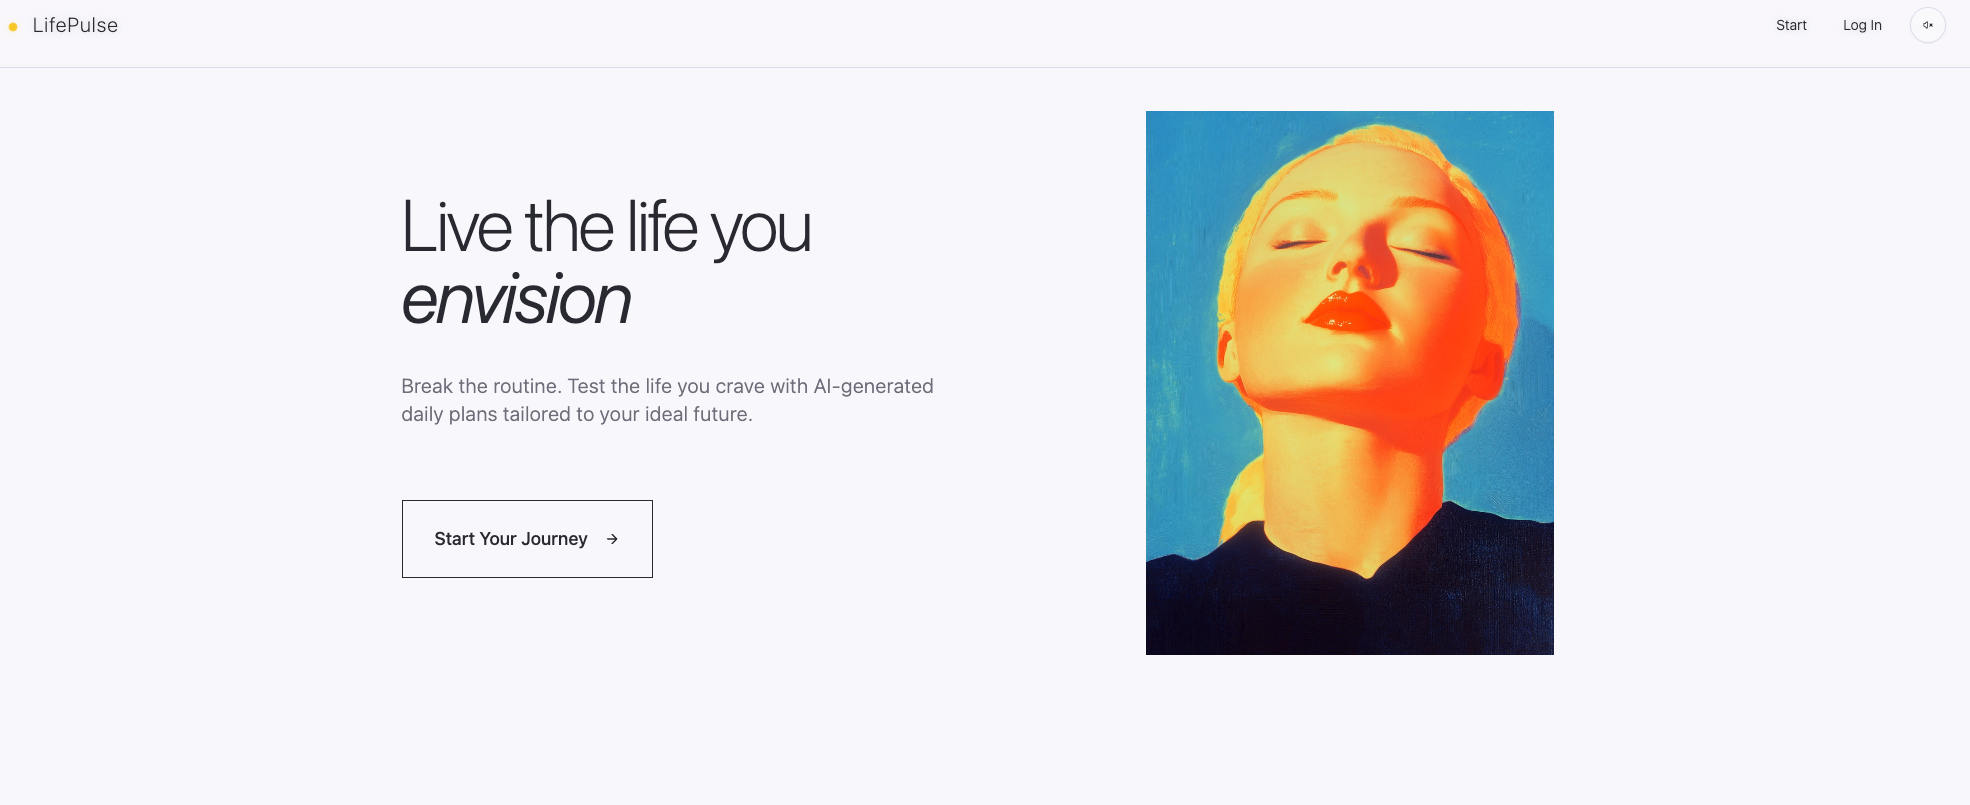 LifePulse
Start
Log In
Live the life you
envision
Break the routine. Test the life you crave with AI-generated
daily plans tailored to your ideal future.
Start Your Journey →